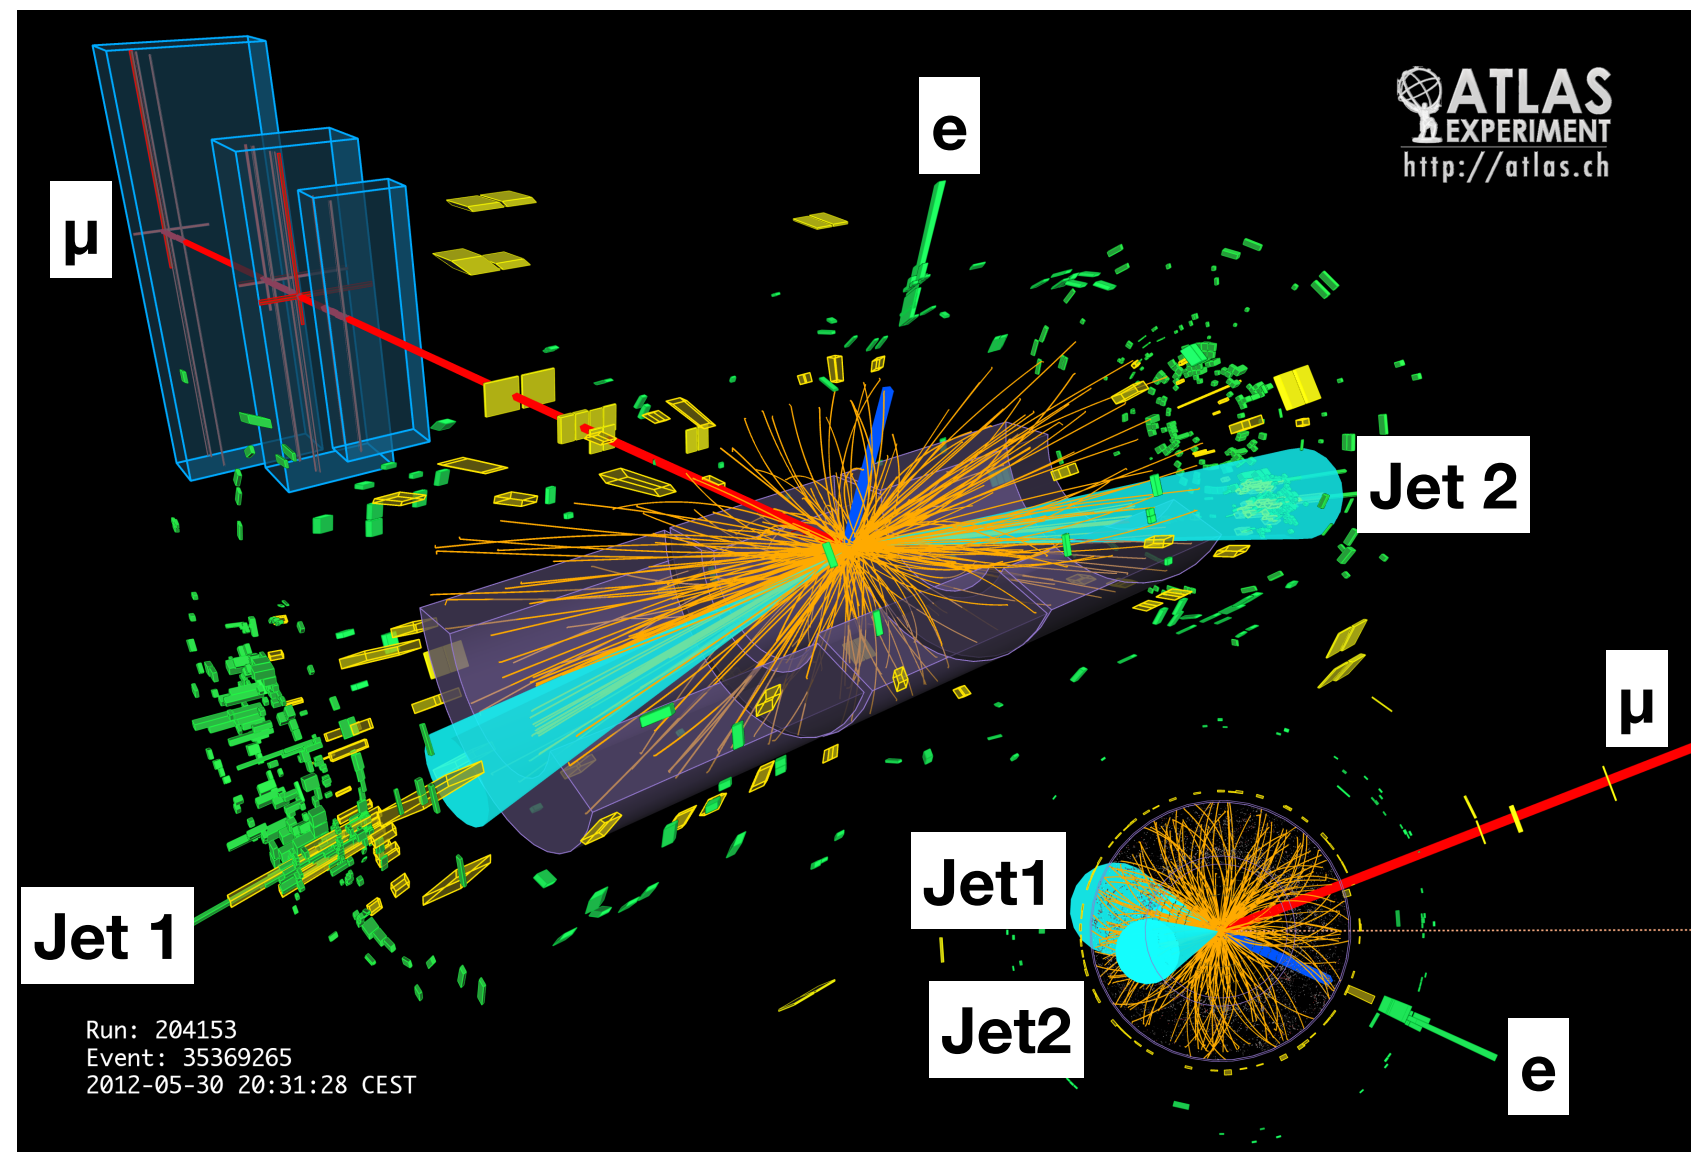 ATLAS
EXPERIMENT
http://atlas.ch
e
µ
Jet 2
µ
Jet1
Jet 1
Jet2
e
Run: 204153
Event: 35369265
2012-05-30 20:31:28 CEST